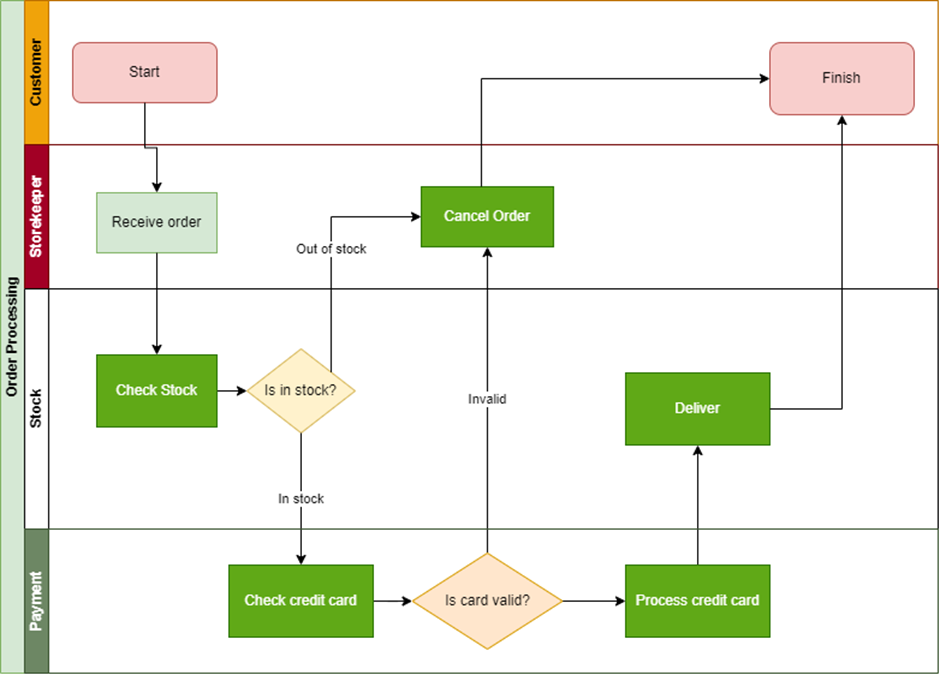 Order Processing
Customer
Start
Finish
Storekeeper
Receive order
Cancel Order
Out of stock
Stock
Check Stock
Is in stock?
Invalid
Deliver
In stock
Payment
Check credit card
Is card valid?
Process credit card